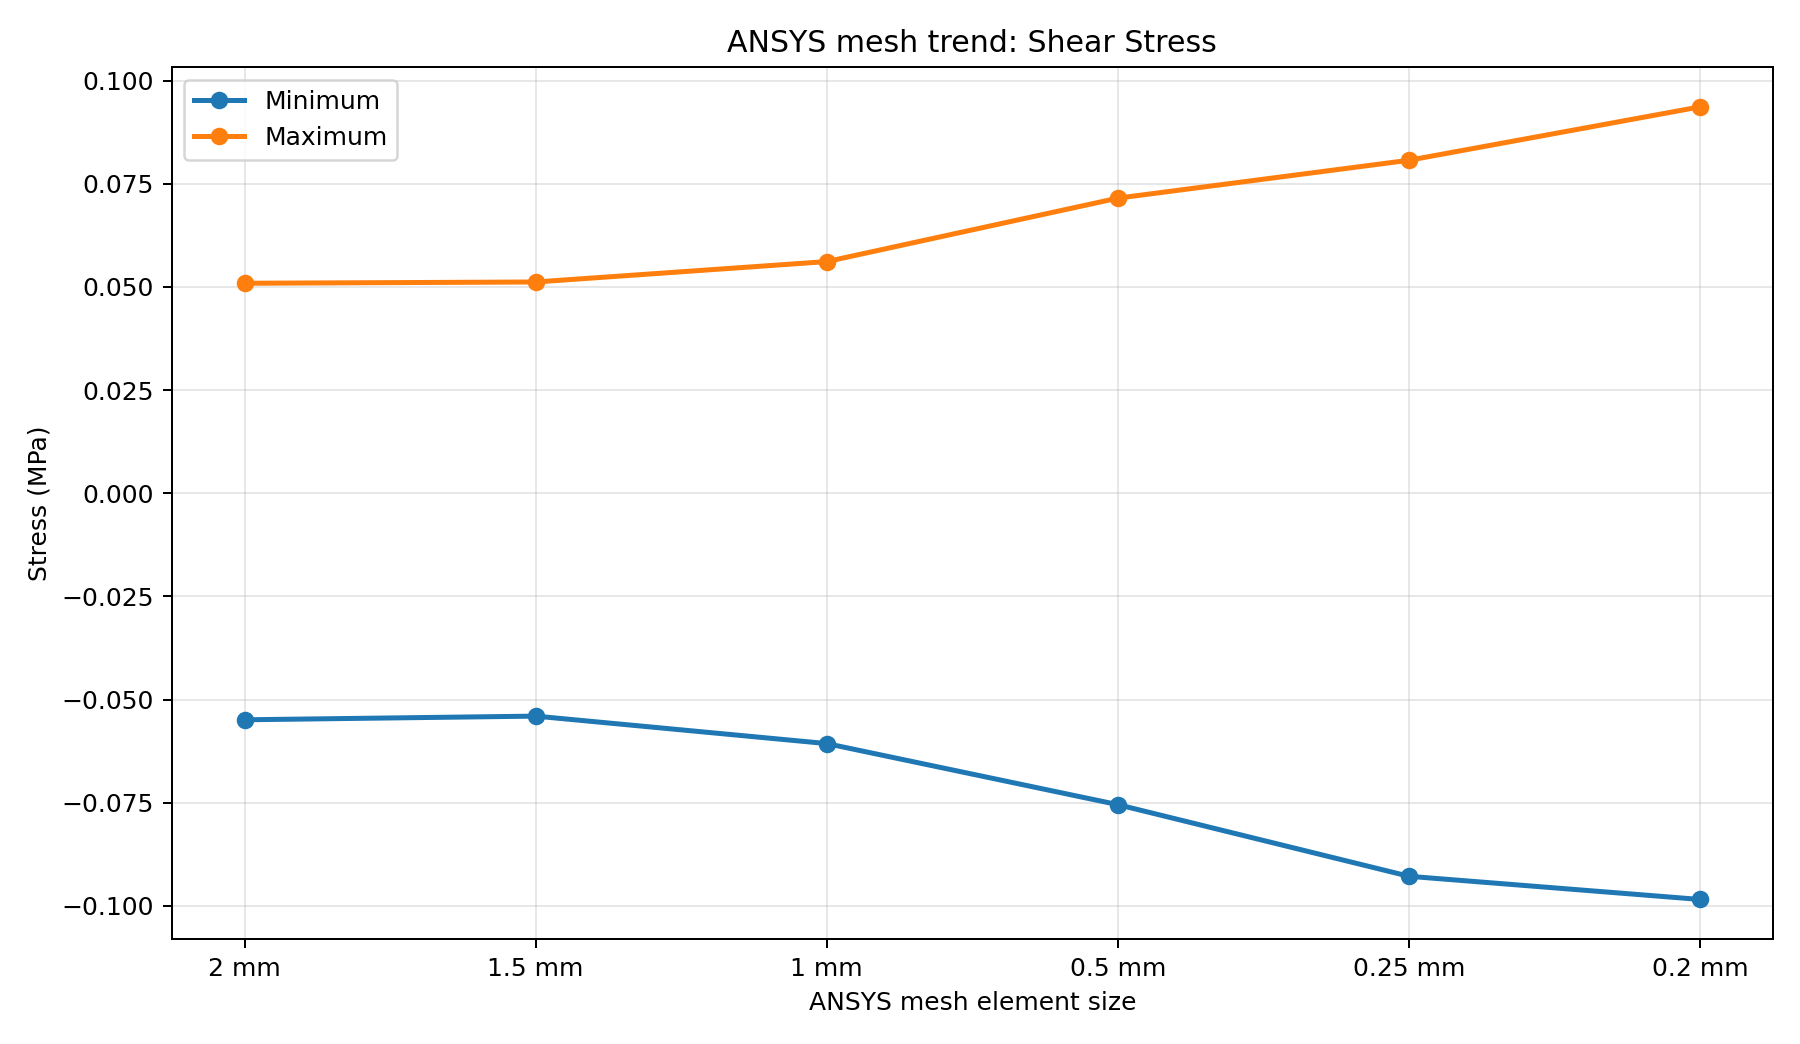 ANSYS mesh trend: Shear Stress
Minimum
Maximum
0.100
0.075
0.050
0.025
0.000
−0.025
−0.050
−0.075
−0.100
Stress (MPa)
2 mm
1.5 mm
1 mm
0.5 mm
0.25 mm
0.2 mm
ANSYS mesh element size